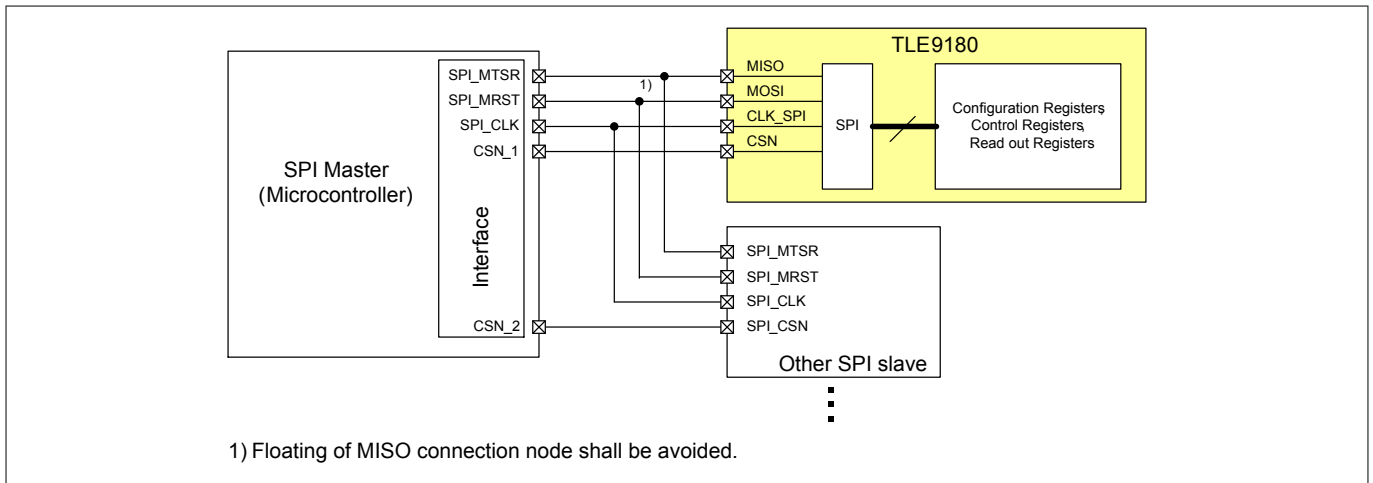 TLE9180
SPI Master
(Microcontroller)
Interface
SPI_MTSR
SPI_MRST
SPI_CLK
CSN_1
CSN_2
1)
MISO
MOSI
CLK_SPI
CSN
SPI
Configuration Registers,
Control Registers,
Read out Registers
SPI_MTSR
SPI_MRST
SPI_CLK
SPI_CSN
Other SPI slave
1) Floating of MISO connection node shall be avoided.